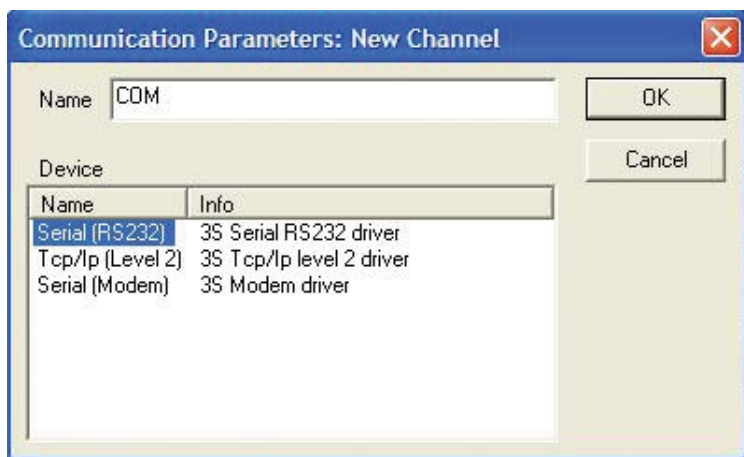 Communication Parameters: New Channel
Name COM OK
Cancel
Device
Name Info
Serial (RS232) 3S Serial RS232 driver
Tcp/Ip (Level 2) 3S Tcp/Ip level 2 driver
Serial (Modem) 3S Modem driver